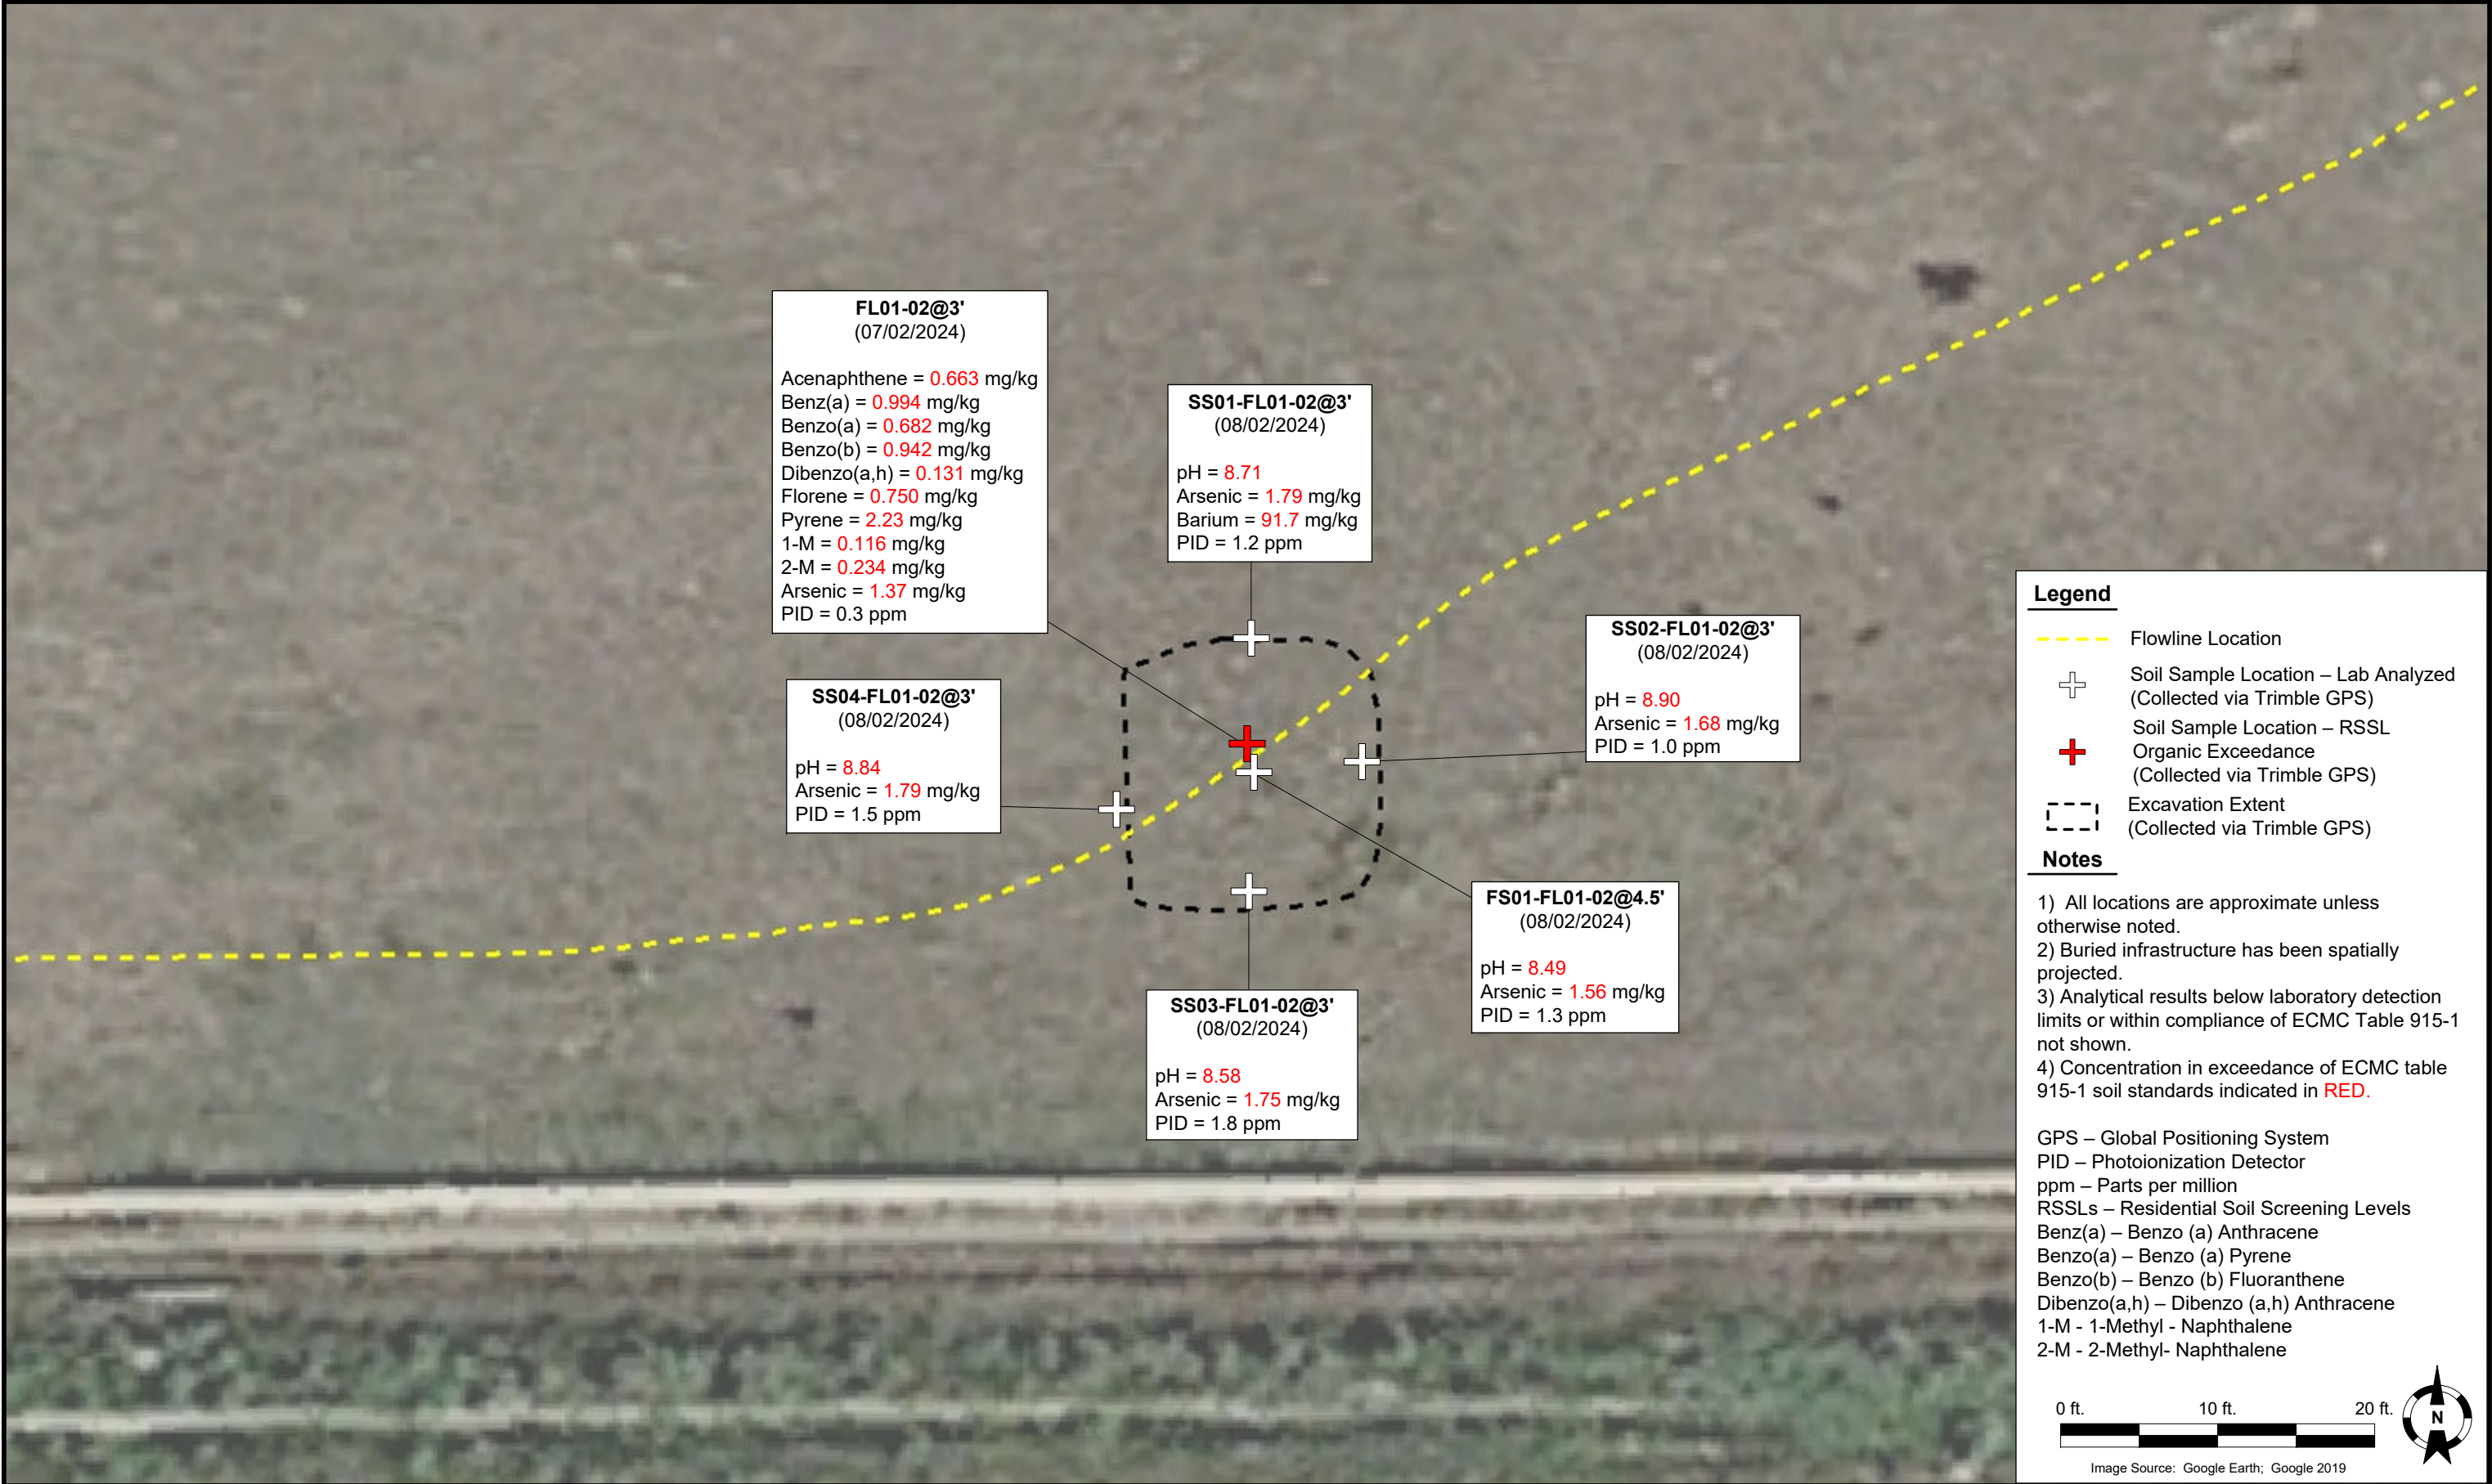 FL01-02@3'
(07/02/2024)
Acenaphthene = 0.663 mg/kg
Benz(a) = 0.994 mg/kg
Benzo(a) = 0.682 mg/kg
Benzo(b) = 0.942 mg/kg
Dibenzo(a,h) = 0.131 mg/kg
Florene = 0.750 mg/kg
Pyrene = 2.23 mg/kg
1-M = 0.116 mg/kg
2-M = 0.234 mg/kg
Arsenic = 1.37 mg/kg
PID = 0.3 ppm
SS01-FL01-02@3'
(08/02/2024)
pH = 8.71
Arsenic = 1.79 mg/kg
Barium = 91.7 mg/kg
PID = 1.2 ppm
SS02-FL01-02@3'
(08/02/2024)
pH = 8.90
Arsenic = 1.68 mg/kg
PID = 1.0 ppm
SS04-FL01-02@3'
(08/02/2024)
pH = 8.84
Arsenic = 1.79 mg/kg
PID = 1.5 ppm
FS01-FL01-02@4.5'
(08/02/2024)
pH = 8.49
Arsenic = 1.56 mg/kg
PID = 1.3 ppm
SS03-FL01-02@3'
(08/02/2024)
pH = 8.58
Arsenic = 1.75 mg/kg
PID = 1.8 ppm
Legend
Flowline Location
Soil Sample Location – Lab Analyzed
(Collected via Trimble GPS)
Soil Sample Location – RSSL
Organic Exceedance
(Collected via Trimble GPS)
Excavation Extent
(Collected via Trimble GPS)
Notes
1) All locations are approximate unless
otherwise noted.
2) Buried infrastructure has been spatially
projected.
3) Analytical results below laboratory detection
limits or within compliance of ECMC Table 915-1
not shown.
4) Concentration in exceedance of ECMC table
915-1 soil standards indicated in RED.
GPS – Global Positioning System
PID – Photoionization Detector
ppm – Parts per million
RSSLs – Residential Soil Screening Levels
Benz(a) – Benzo (a) Anthracene
Benzo(a) – Benzo (a) Pyrene
Benzo(b) – Benzo (b) Fluoranthene
Dibenzo(a,h) – Dibenzo (a,h) Anthracene
1-M - 1-Methyl - Naphthalene
2-M - 2-Methyl- Naphthalene
0 ft. 10 ft. 20 ft.
N
Image Source: Google Earth; Google 2019